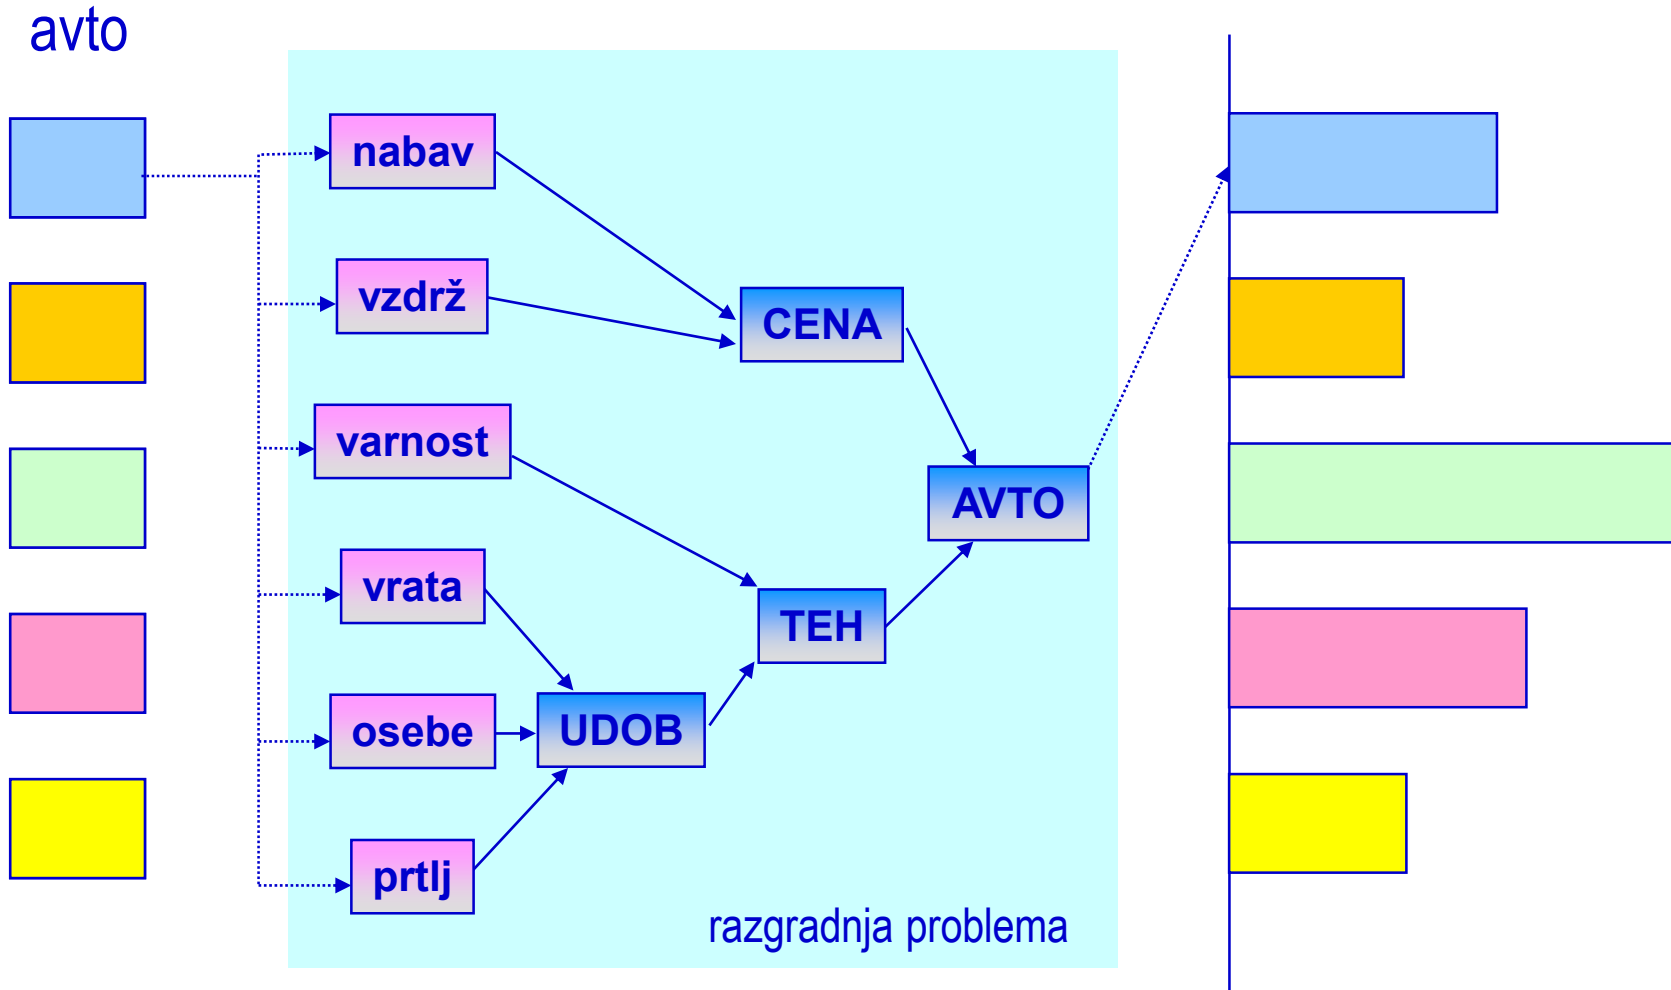 avto
nabav
vzdrž
CENA
varnost
AVTO
vrata
TEH
osebe
UDOB
prtlj
razgradnja problema